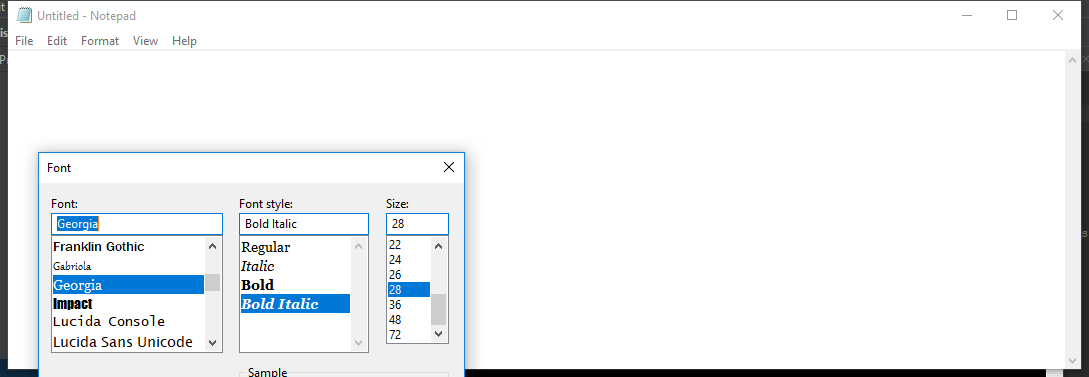 Untitled - Notepad
File Edit Format View Help
Font
Font: Font style: Size:
Georgia Bold Italic 28
Franklin Gothic
Gabriola
Georgia
Impact
Lucida Console
Lucida Sans Unicode
Regular
Italic
Bold
Bold Italic
22
24
26
28
36
48
72
Sample